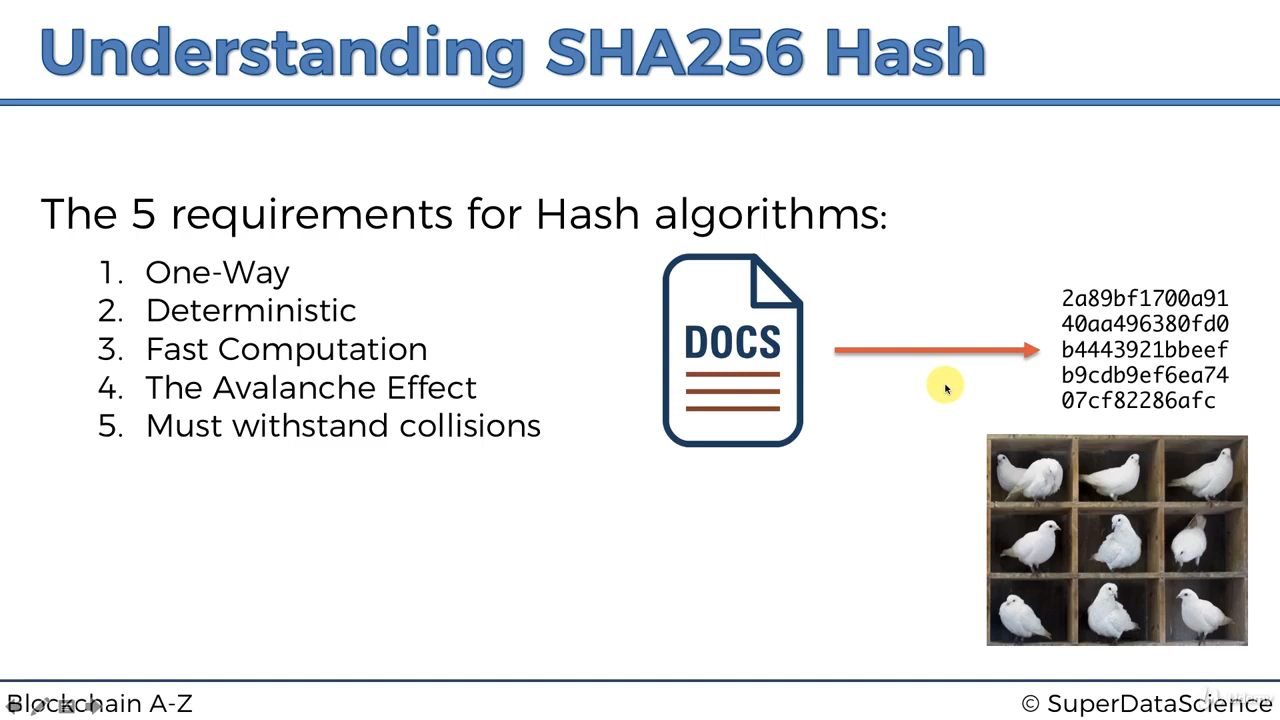 Understanding SHA256 Hash
The 5 requirements for Hash algorithms:
1. One-Way
2. Deterministic
3. Fast Computation
4. The Avalanche Effect
5. Must withstand collisions
DOCS
2a89bf1700a91
40aa496380fd0
b4443921bbeef
b9cdb9ef6ea74
07cf82286afc
Blockchain A-Z
© SuperDataScience